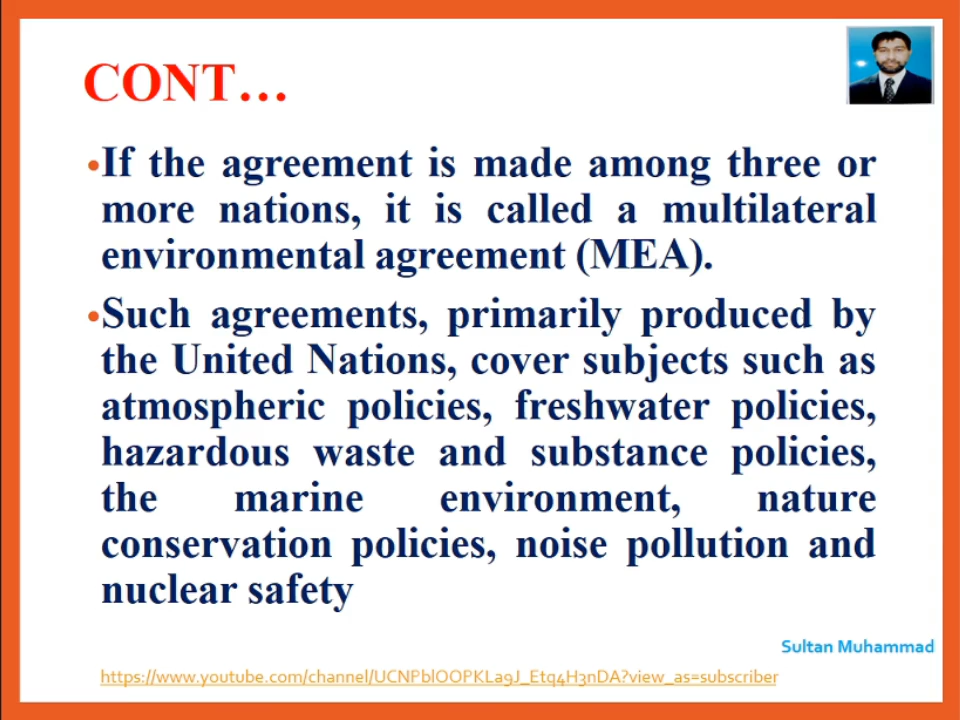 CONT…
•If the agreement is made among three or
more nations, it is called a multilateral
environmental agreement (MEA).
•Such agreements, primarily produced by
the United Nations, cover subjects such as
atmospheric policies, freshwater policies,
hazardous waste and substance policies,
the marine environment, nature
conservation policies, noise pollution and
nuclear safety
Sultan Muhammad
https://www.youtube.com/channel/UCNPblOOPKLa9J_Etq4H3nDA?view_as=subscriber